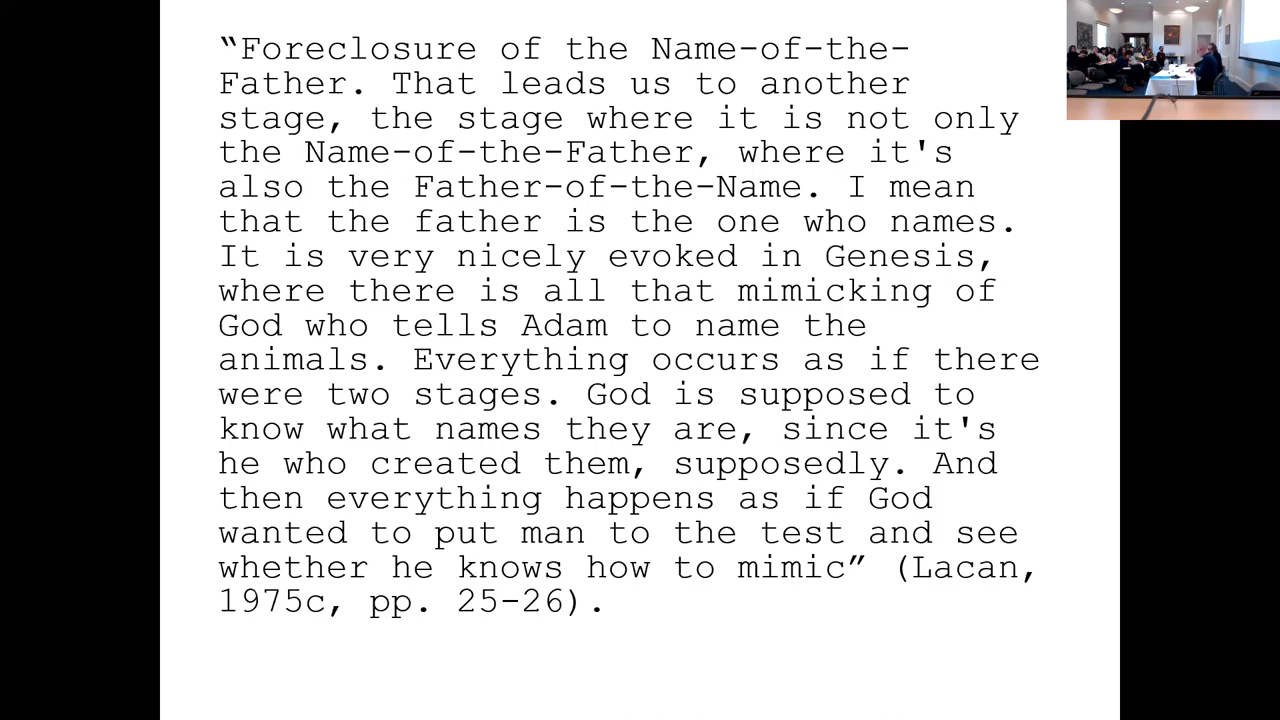 “Foreclosure of the Name-of-the-
Father. That leads us to another
stage, the stage where it is not only
the Name-of-the-Father, where it's
also the Father-of-the-Name. I mean
that the father is the one who names.
It is very nicely evoked in Genesis,
where there is all that mimicking of
God who tells Adam to name the
animals. Everything occurs as if there
were two stages. God is supposed to
know what names they are, since it's
he who created them, supposedly. And
then everything happens as if God
wanted to put man to the test and see
whether he knows how to mimic” (Lacan,
1975c, pp. 25-26).